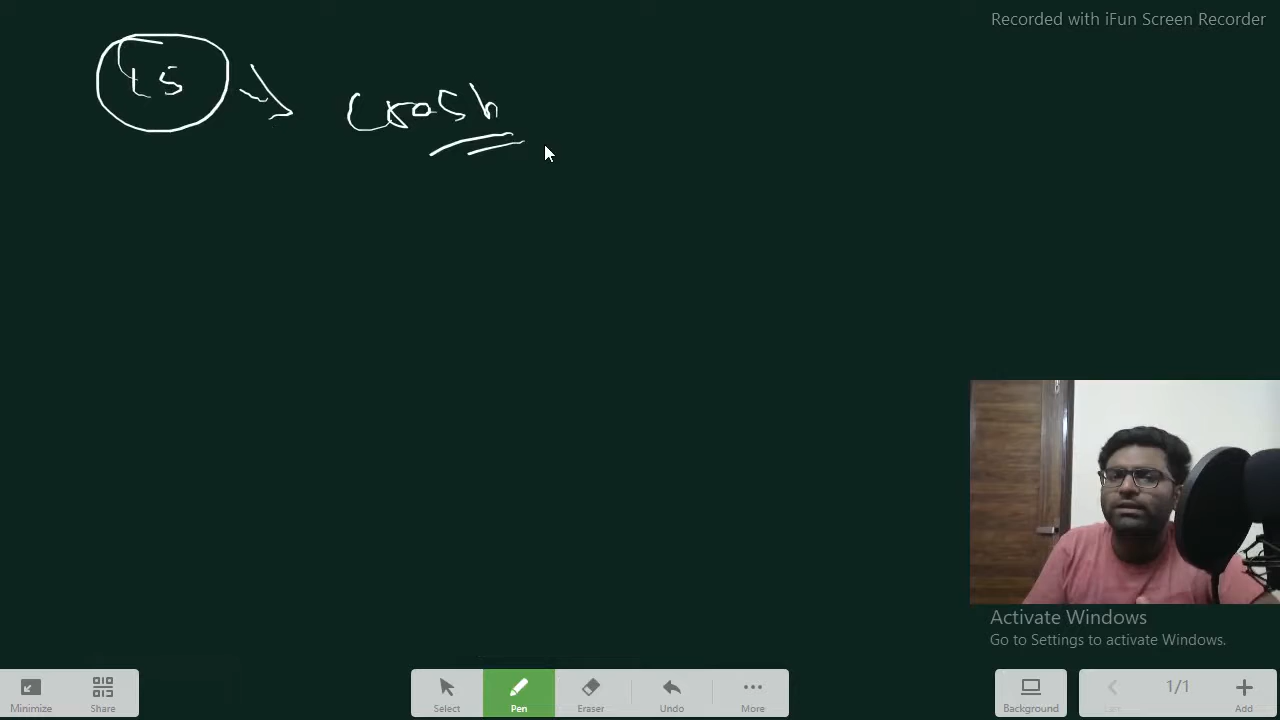 Recorded with iFun Screen Recorder
ts
crash
Activate Windows
Go to Settings to activate Windows.
Minimize
Share
Select
Pen
Eraser
Undo
More
Background
1/1
Add